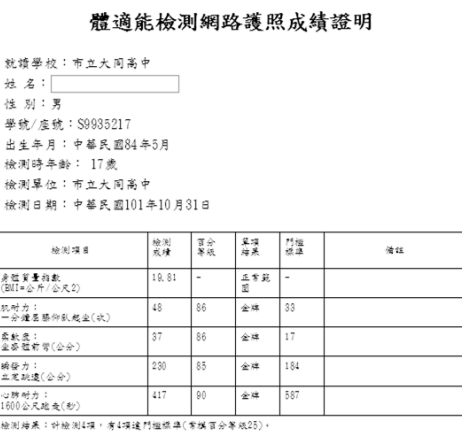 體適能檢測網路護照成績證明
就讀學校：市立大同高中
姓 名：
性 別：男
學號/座號：S9935217
出生年月：中華民國84年5月
檢測時年齡： 17歲
檢測單位：市立大同高中
檢測日期：中華民國101年10月31日
檢測項目 檢測成績 百分等級 單項結果 門檻標準 備註
身體質量指數
(BMI=公斤/公尺2) 19.81 - 正常範圍 -
肌耐力：
一分鐘屈膝仰臥起坐(次) 48 86 金牌 33
柔軟度：
坐姿體前彎(公分) 37 86 金牌 17
瞬發力：
立定跳遠(公分) 230 85 金牌 184
心肺耐力：
1600公尺跑走(秒) 417 90 金牌 587
檢測結果：計檢測4項，有4項達門檻標準(常模百分等級25)。